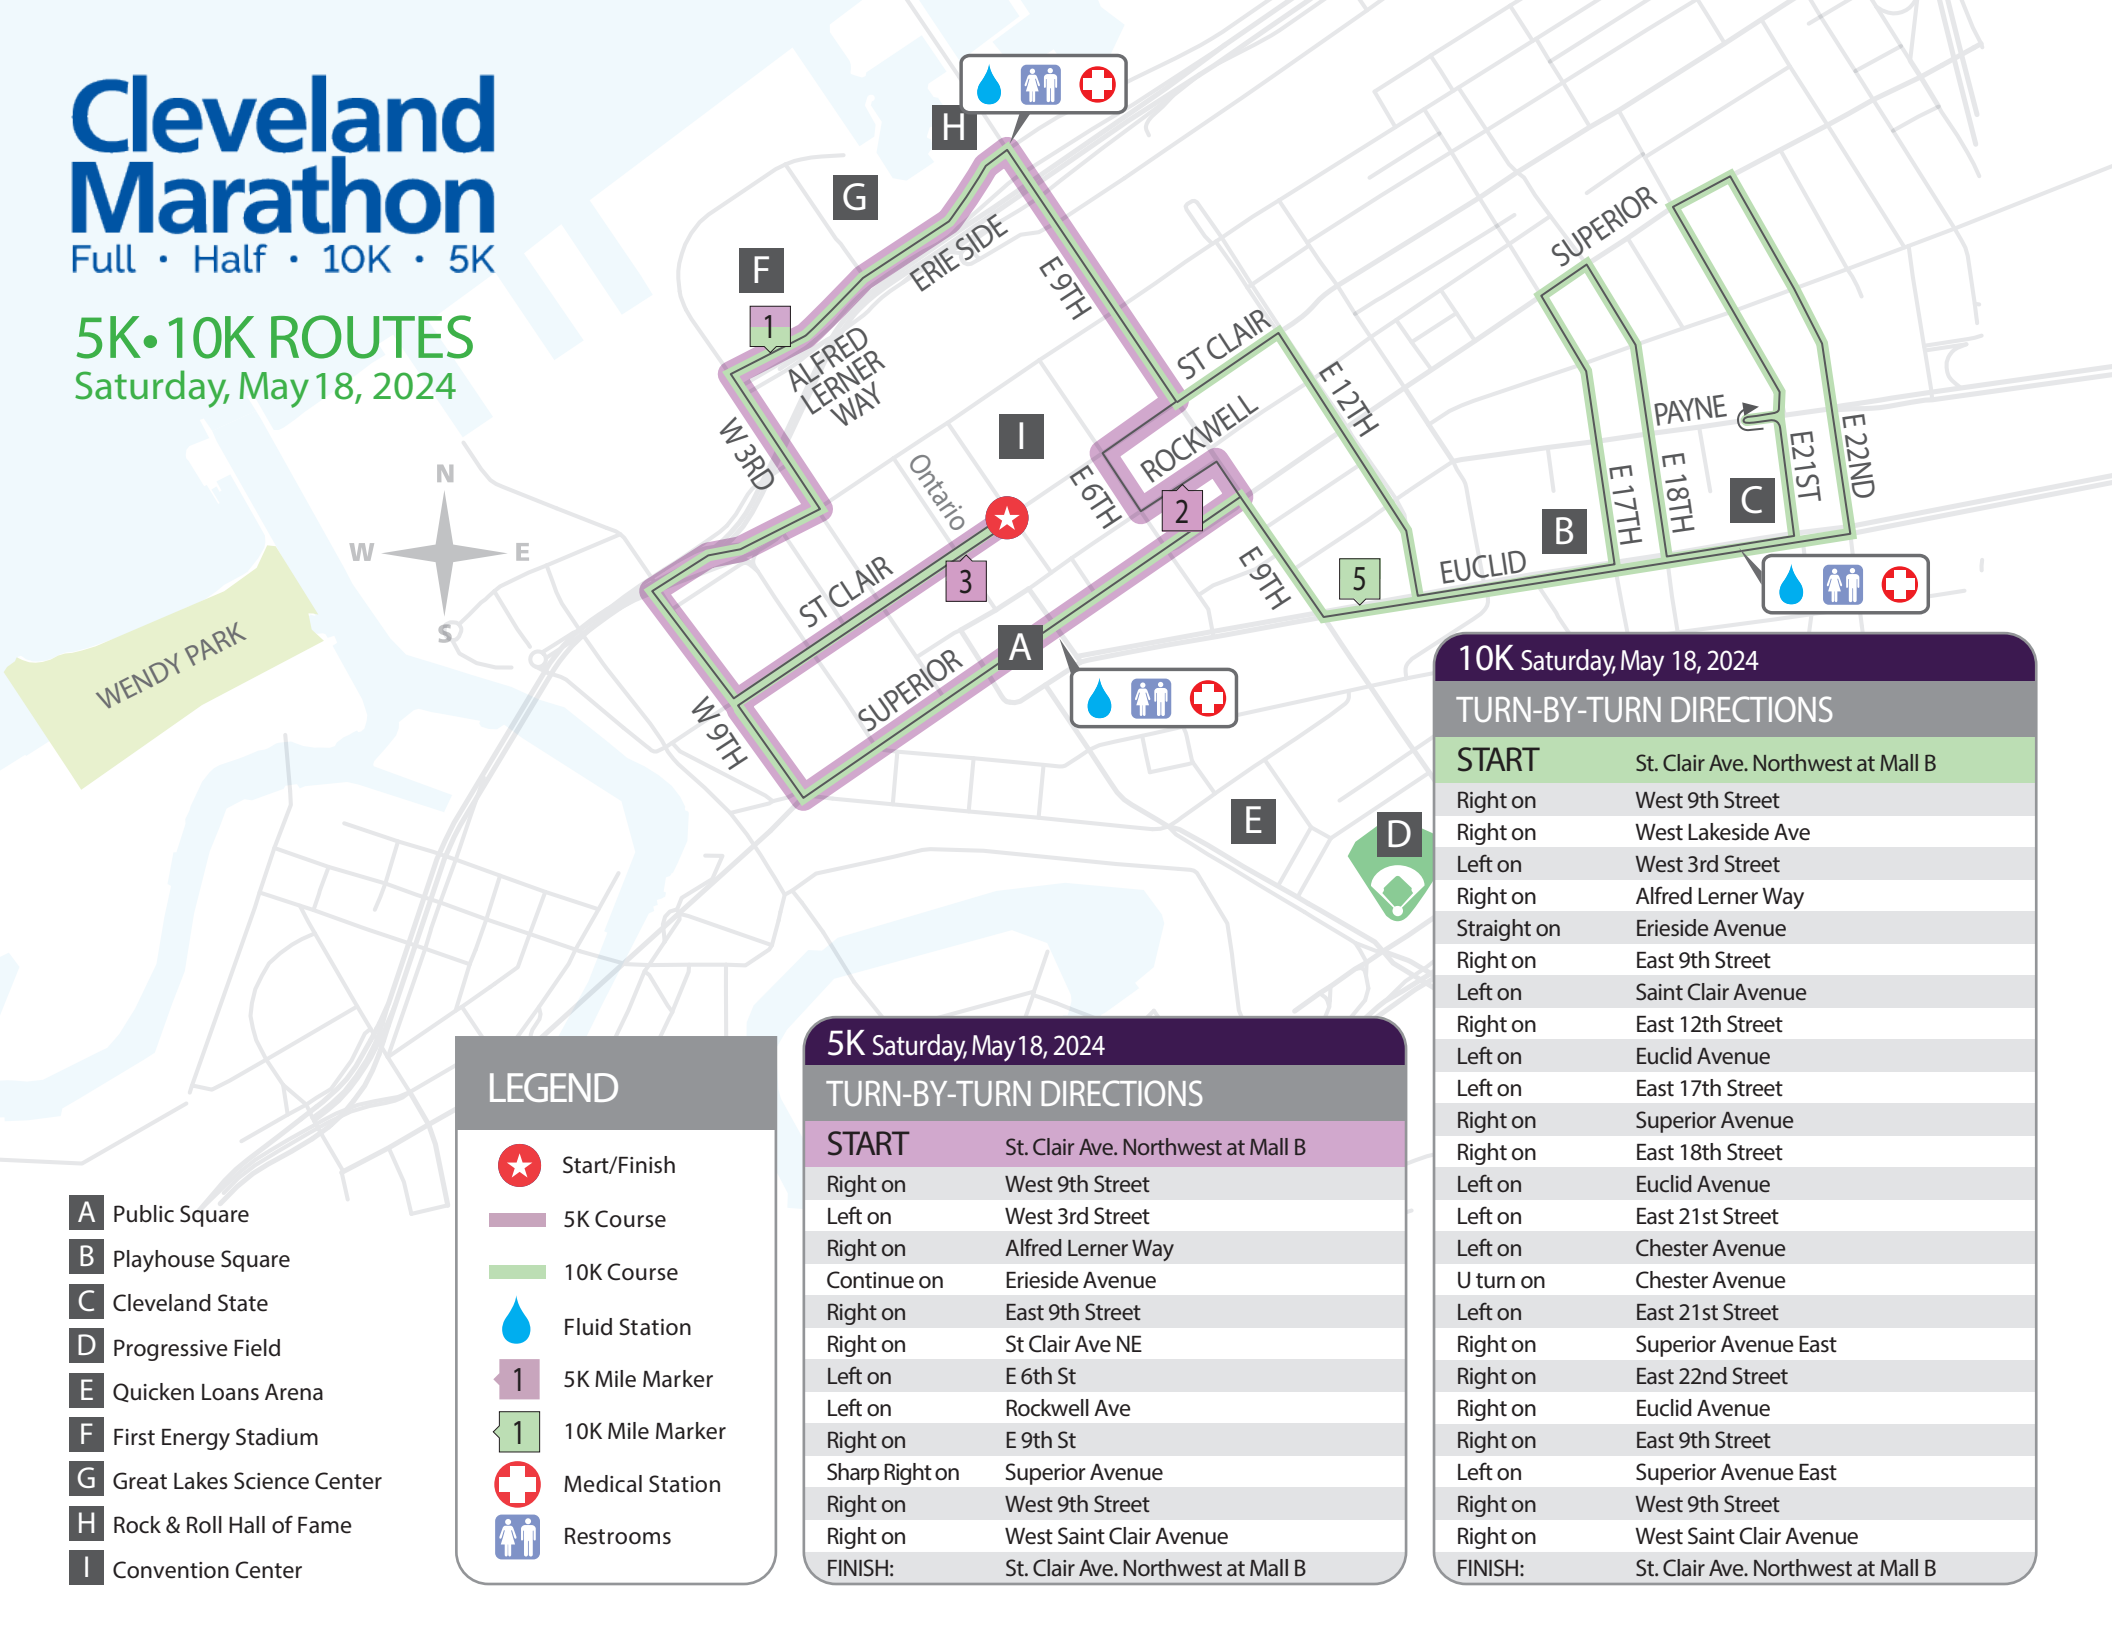 Cleveland
Marathon
Full • Half • 10K • 5K
5K•10K ROUTES
Saturday, May 18, 2024
N
W E
S
WENDY PARK
H
G
F
1
ERIE SIDE
E 9TH
ALFRED
LERNER
WAY
W 3RD
Ontario
I
ST CLAIR
ROCKWELL
E 6TH
2
E 12TH
SUPERIOR
PAYNE
E 17TH
E 18TH
E21ST
E 22ND
B
C
EUCLID
5
E 9TH
3
ST CLAIR
A
SUPERIOR
W 9TH
E
D
A Public Square
B Playhouse Square
C Cleveland State
D Progressive Field
E Quicken Loans Arena
F First Energy Stadium
G Great Lakes Science Center
H Rock & Roll Hall of Fame
I Convention Center
LEGEND
Start/Finish
5K Course
10K Course
Fluid Station
1 5K Mile Marker
1 10K Mile Marker
Medical Station
Restrooms
5K Saturday, May 18, 2024
TURN-BY-TURN DIRECTIONS
START St. Clair Ave. Northwest at Mall B
Right on West 9th Street
Left on West 3rd Street
Right on Alfred Lerner Way
Continue on Erieside Avenue
Right on East 9th Street
Right on St Clair Ave NE
Left on E 6th St
Left on Rockwell Ave
Right on E 9th St
Sharp Right on Superior Avenue
Right on West 9th Street
Right on West Saint Clair Avenue
FINISH: St. Clair Ave. Northwest at Mall B
10K Saturday, May 18, 2024
TURN-BY-TURN DIRECTIONS
START St. Clair Ave. Northwest at Mall B
Right on West 9th Street
Right on West Lakeside Ave
Left on West 3rd Street
Right on Alfred Lerner Way
Straight on Erieside Avenue
Right on East 9th Street
Left on Saint Clair Avenue
Right on East 12th Street
Left on Euclid Avenue
Left on East 17th Street
Right on Superior Avenue
Right on East 18th Street
Left on Euclid Avenue
Left on East 21st Street
Left on Chester Avenue
U turn on Chester Avenue
Left on East 21st Street
Right on Superior Avenue East
Right on East 22nd Street
Right on Euclid Avenue
Right on East 9th Street
Left on Superior Avenue East
Right on West 9th Street
Right on West Saint Clair Avenue
FINISH: St. Clair Ave. Northwest at Mall B